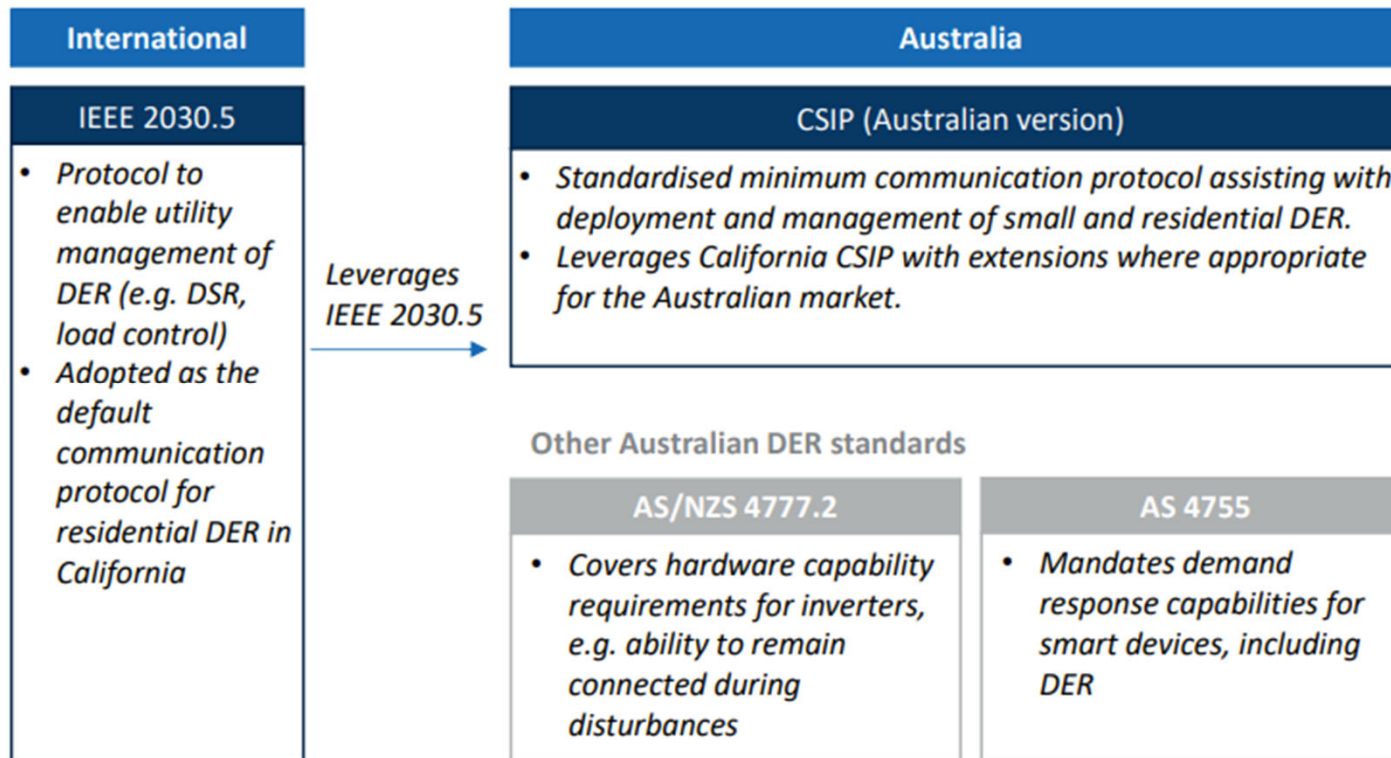 International
IEEE 2030.5
• Protocol to
enable utility
management of
DER (e.g. DSR,
load control)
• Adopted as the
default
communication
protocol for
residential DER in
California
Leverages
IEEE 2030.5
Australia
CSIP (Australian version)
• Standardised minimum communication protocol assisting with
deployment and management of small and residential DER.
• Leverages California CSIP with extensions where appropriate
for the Australian market.
Other Australian DER standards
AS/NZS 4777.2
• Covers hardware capability
requirements for inverters,
e.g. ability to remain
connected during
disturbances
AS 4755
• Mandates demand
response capabilities for
smart devices, including
DER